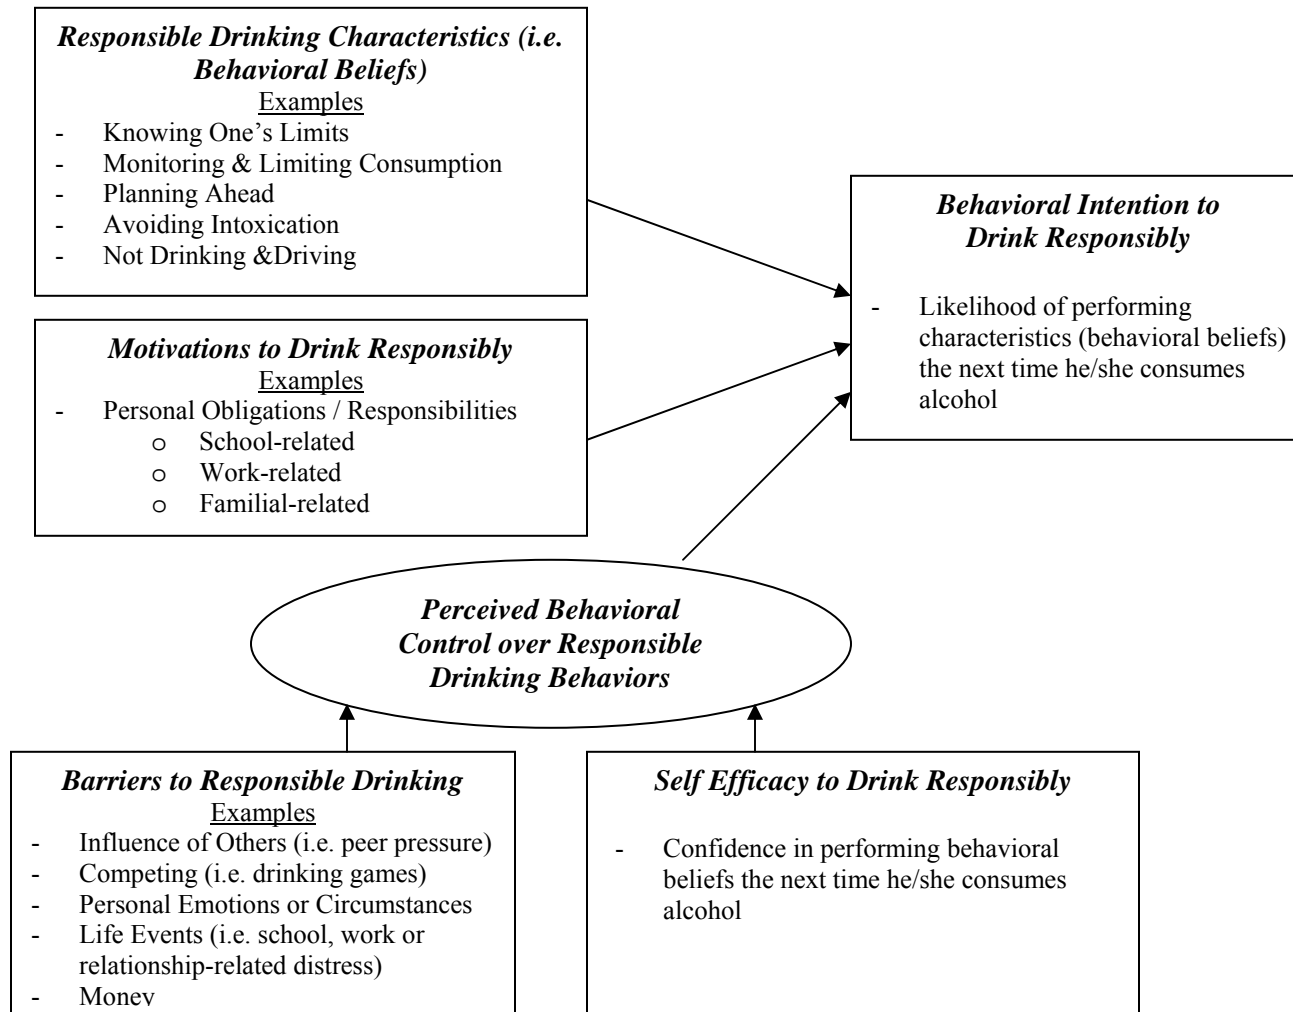 Responsible Drinking Characteristics (i.e.
Behavioral Beliefs)
Examples
- Knowing One’s Limits
- Monitoring & Limiting Consumption
- Planning Ahead
- Avoiding Intoxication
- Not Drinking &Driving
Motivations to Drink Responsibly
Examples
- Personal Obligations / Responsibilities
o School-related
o Work-related
o Familial-related
Behavioral Intention to
Drink Responsibly
- Likelihood of performing
characteristics (behavioral beliefs)
the next time he/she consumes
alcohol
Perceived Behavioral
Control over Responsible
Drinking Behaviors
Barriers to Responsible Drinking
Examples
- Influence of Others (i.e. peer pressure)
- Competing (i.e. drinking games)
- Personal Emotions or Circumstances
- Life Events (i.e. school, work or
relationship-related distress)
- Money
Self Efficacy to Drink Responsibly
- Confidence in performing behavioral
beliefs the next time he/she consumes
alcohol